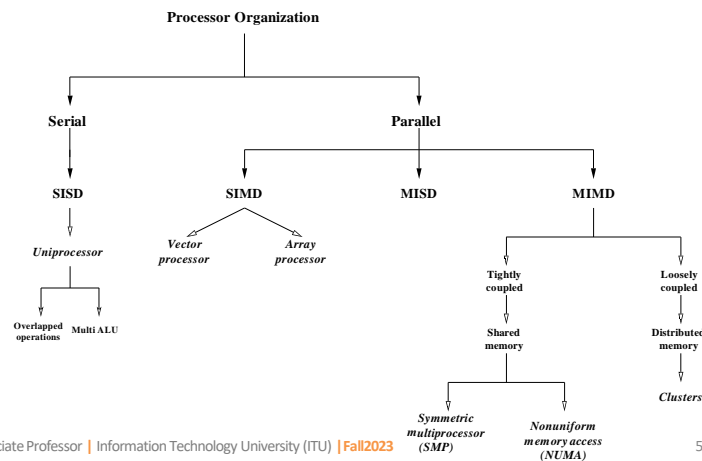 Processor Organization
Serial
Parallel
SISD
SIMD
MISD
MIMD
Uniprocessor
Vector
processor
Array
processor
Overlapped
operations
Multi ALU
Tightly
coupled
Loosely
coupled
Shared
memory
Distributed
memory
Clusters
Symmetric
multiprocessor
(SMP)
Nonuniform
memory access
(NUMA)
ciate Professor | Information Technology University (ITU) | Fall2023
5